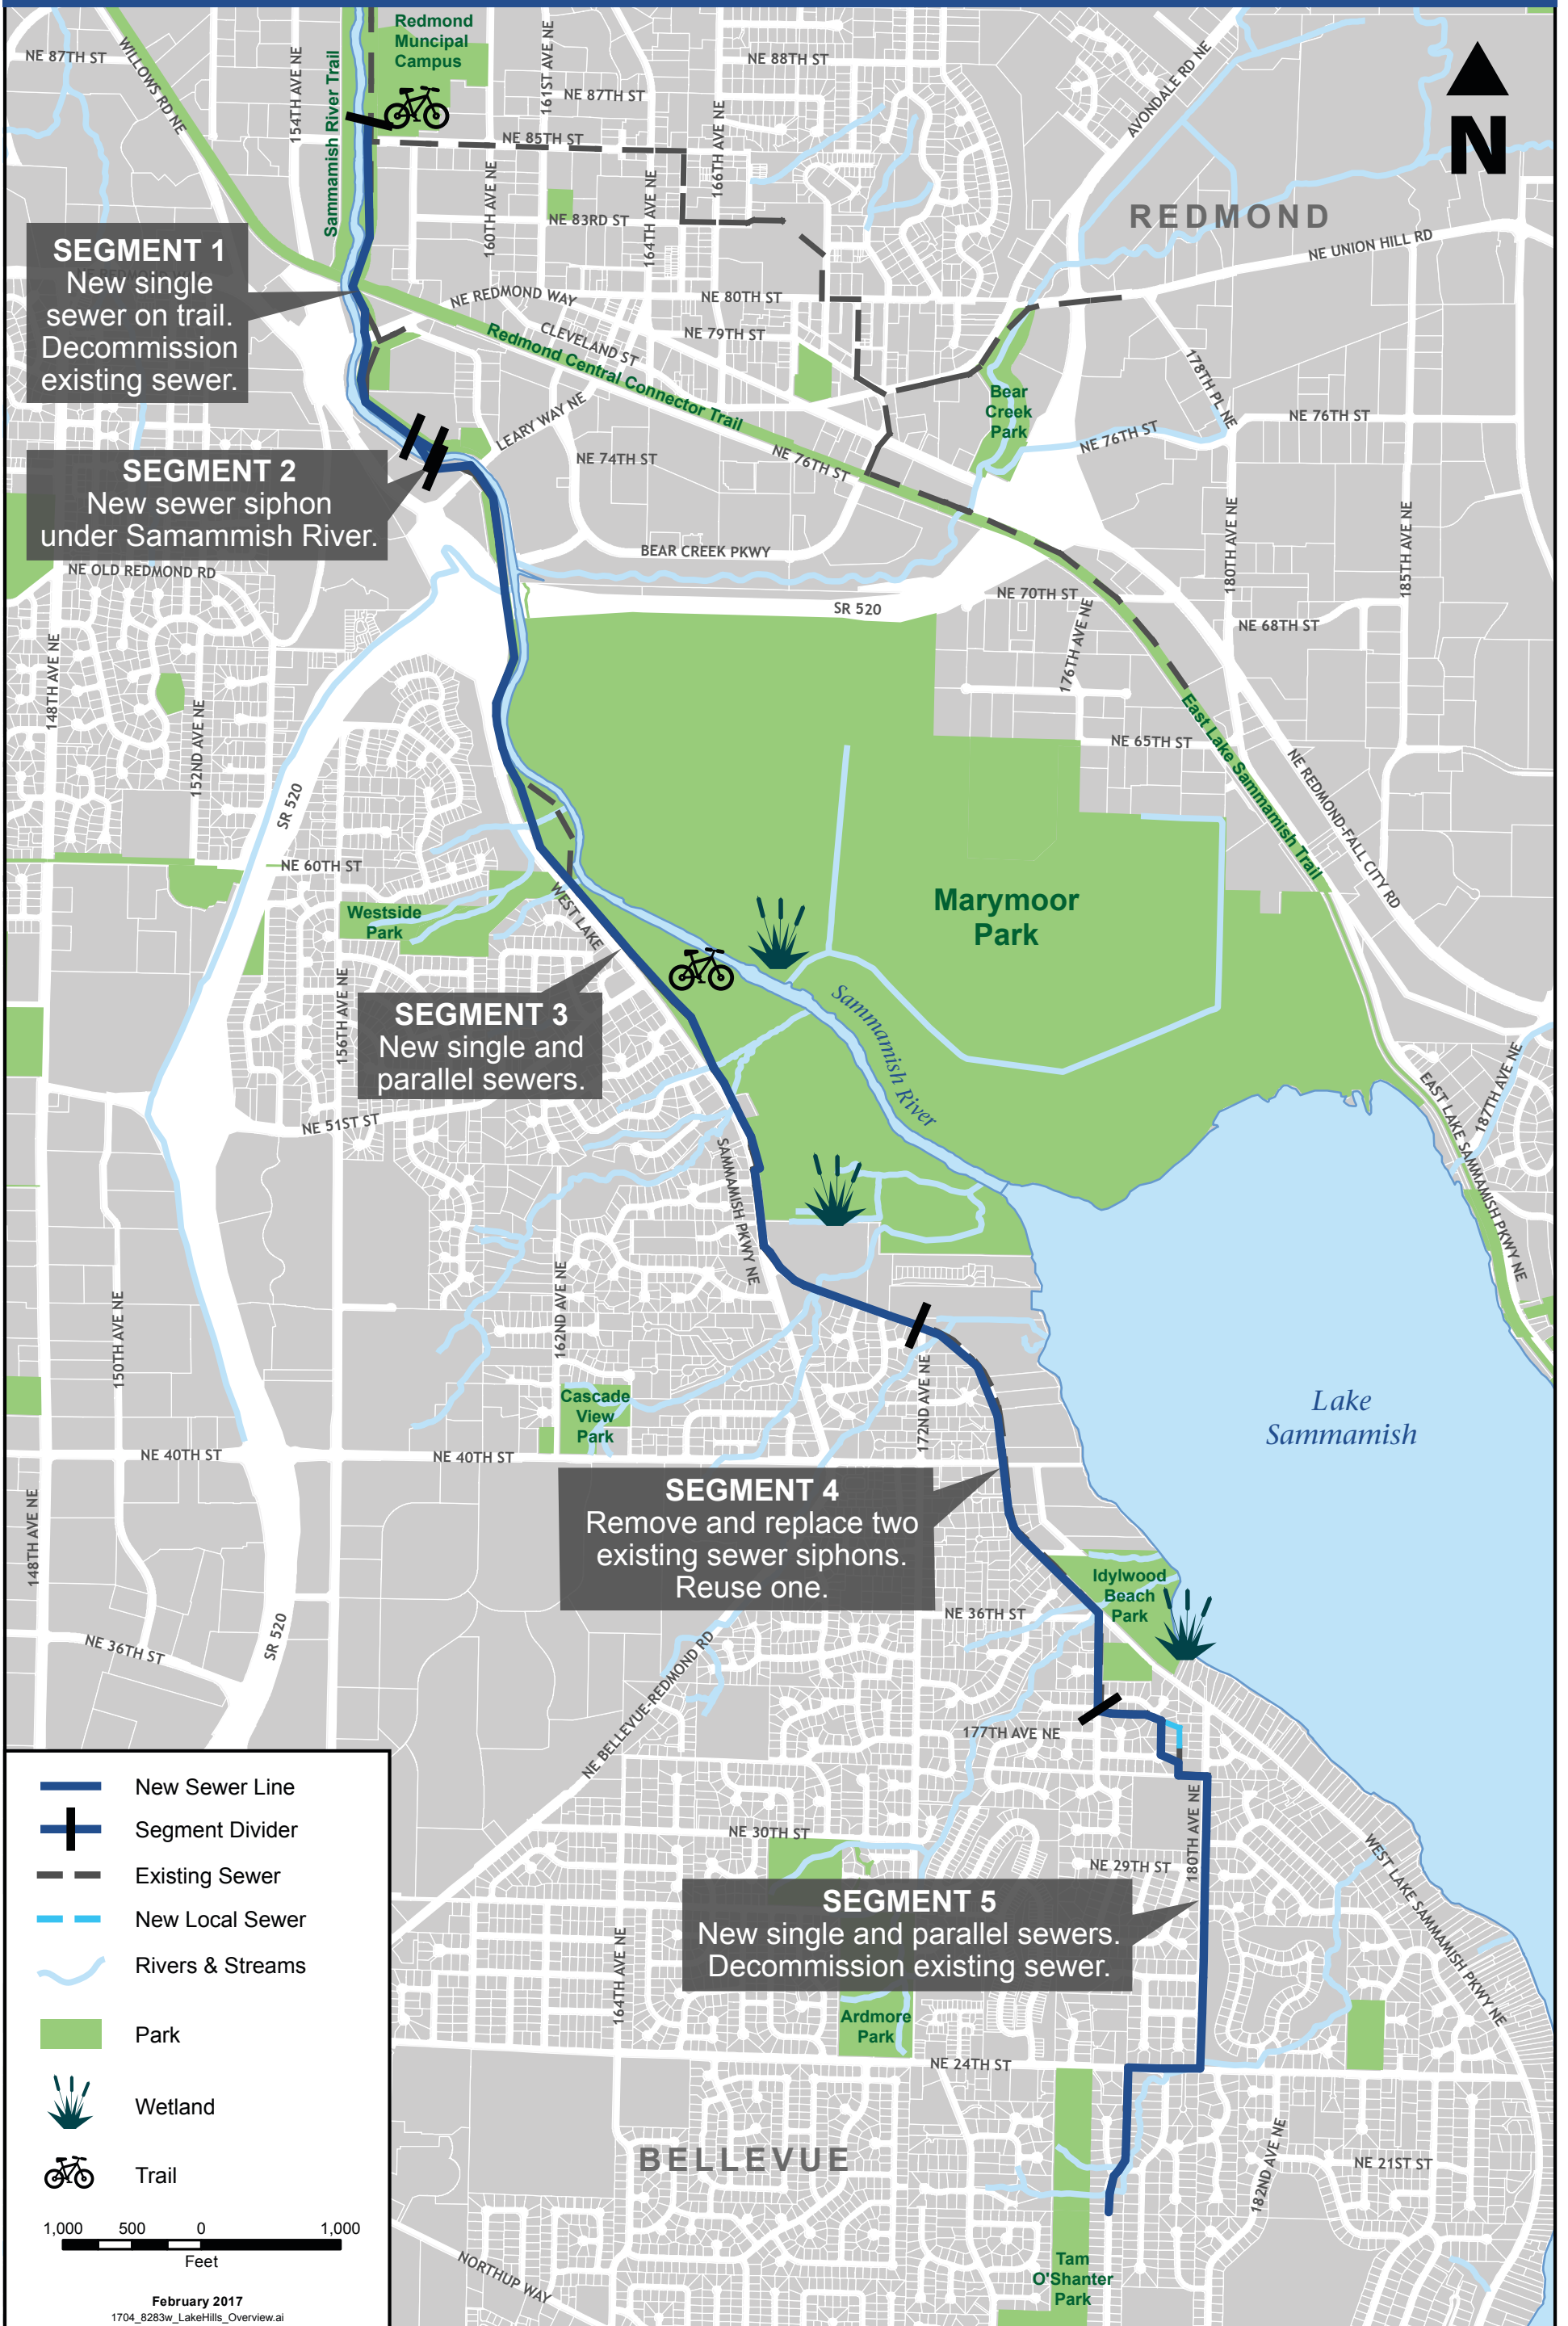 Redmond
Muncipal
Campus
NE 87TH ST
WILLOWS RD NE
154TH AVE NE
Sammamish River Trail
161ST AVE NE
NE 88TH ST
NE 87TH ST
166TH AVE NE
AVONDALE RD NE
N
NE 85TH ST
160TH AVE NE
164TH AVE NE
NE 83RD ST
REDMOND
NE UNION HILL RD
SEGMENT 1
New single
sewer on trail.
Decommission
existing sewer.
NE REDMOND WAY
NE 80TH ST
CLEVELAND ST
NE 79TH ST
Redmond Central Connector Trail
178TH PL NE
Bear
Creek
Park
NE 76TH ST
NE 76TH ST
LEARY WAY NE
NE 74TH ST
NE 76TH ST
SEGMENT 2
New sewer siphon
under Samammish River.
180TH AVE NE
185TH AVE NE
BEAR CREEK PKWY
NE OLD REDMOND RD
NE 70TH ST
SR 520
NE 68TH ST
148TH AVE NE
176TH AVE NE
152ND AVE NE
East Lake Sammamish Trail
NE 65TH ST
NE REDMOND-FALL CITY RD
SR 520
NE 60TH ST
Westside
Park
WEST LAKE
Marymoor
Park
156TH AVE NE
SEGMENT 3
New single and
parallel sewers.
Sammamish River
NE 51ST ST
EAST LAKE SAMMAMISH PKWY NE
187TH AVE NE
SAMMAMISH PKWY NE
162ND AVE NE
150TH AVE NE
172ND AVE NE
Cascade
View
Park
Lake
Sammamish
NE 40TH ST
NE 40TH ST
148TH AVE NE
SEGMENT 4
Remove and replace two
existing sewer siphons.
Reuse one.
Idylwood
Beach
Park
NE 36TH ST
NE 36TH ST
SR 520
NE BELLEVUE-REDMOND RD
177TH AVE NE
180TH AVE NE
NE 30TH ST
NE 29TH ST
WEST LAKE SAMMAMISH PKWY NE
SEGMENT 5
New single and parallel sewers.
Decommission existing sewer.
164TH AVE NE
Ardmore
Park
NE 24TH ST
BELLEVUE
182ND AVE NE
NE 21ST ST
NORTHUP WAY
Tam
O'Shanter
Park
New Sewer Line
Segment Divider
Existing Sewer
New Local Sewer
Rivers & Streams
Park
Wetland
Trail
1,000 500 0 1,000
Feet
February 2017
1704_8283w_LakeHills_Overview.ai